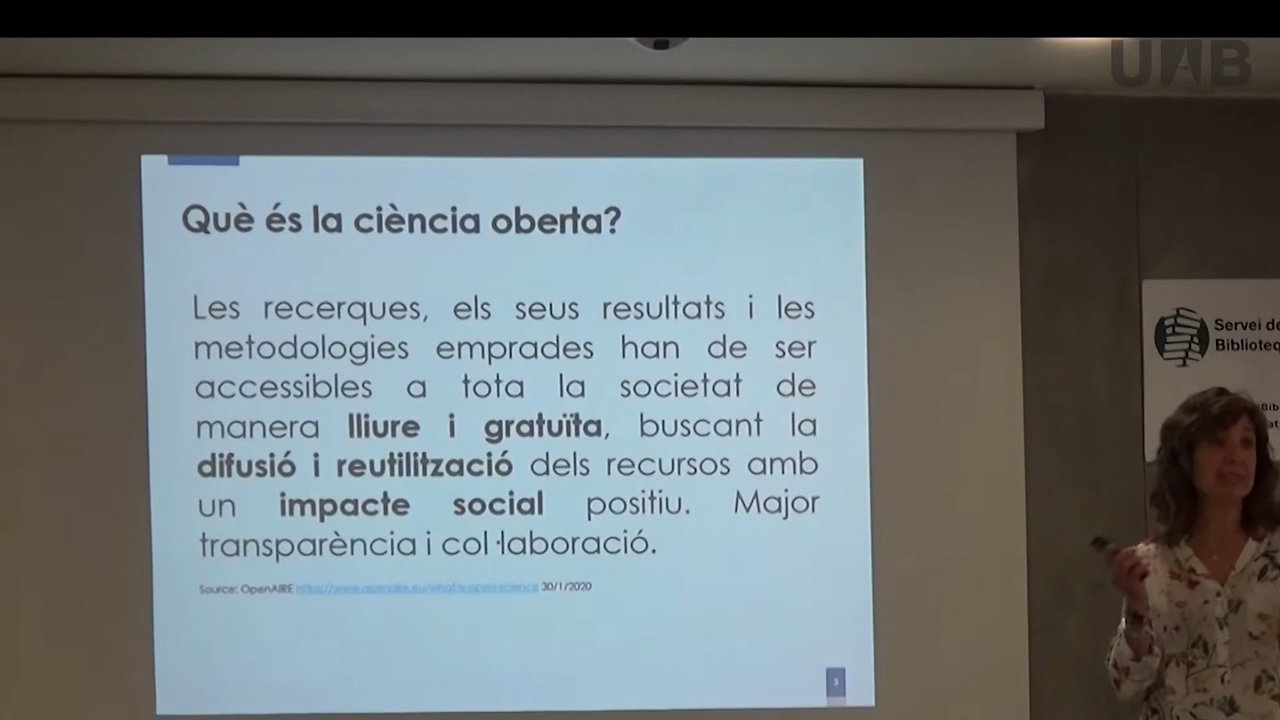 UAB
Què és la ciència oberta?
Les recerques, els seus resultats i les
metodologies emprades han de ser
accessibles a tota la societat de
manera lliure i gratuïta, buscant la
difusió i reutilització dels recursos amb
un impacte social positiu. Major
transparència i col·laboració.
Source: OpenAIRE https://www.openaire.eu/what-is-open-science 30/1/2020
3
Servei de
Biblioteq